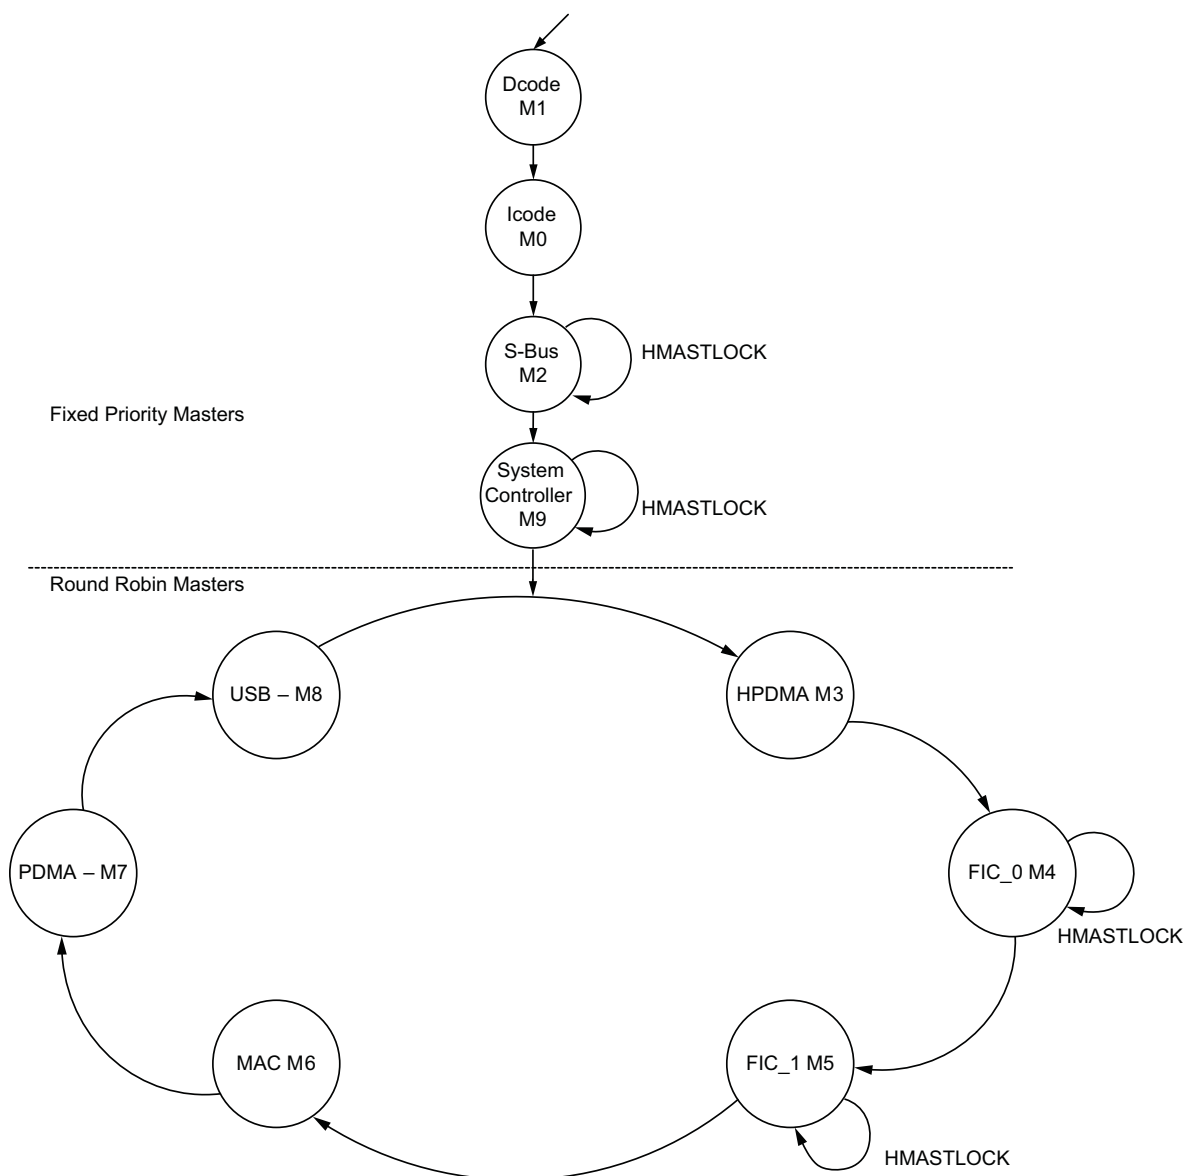 Dcode
M1
Icode
M0
S-Bus
M2
HMASTLOCK
Fixed Priority Masters
System
Controller
M9
HMASTLOCK
Round Robin Masters
USB – M8
HPDMA M3
PDMA – M7
FIC_0 M4
HMASTLOCK
MAC M6
FIC_1 M5
HMASTLOCK